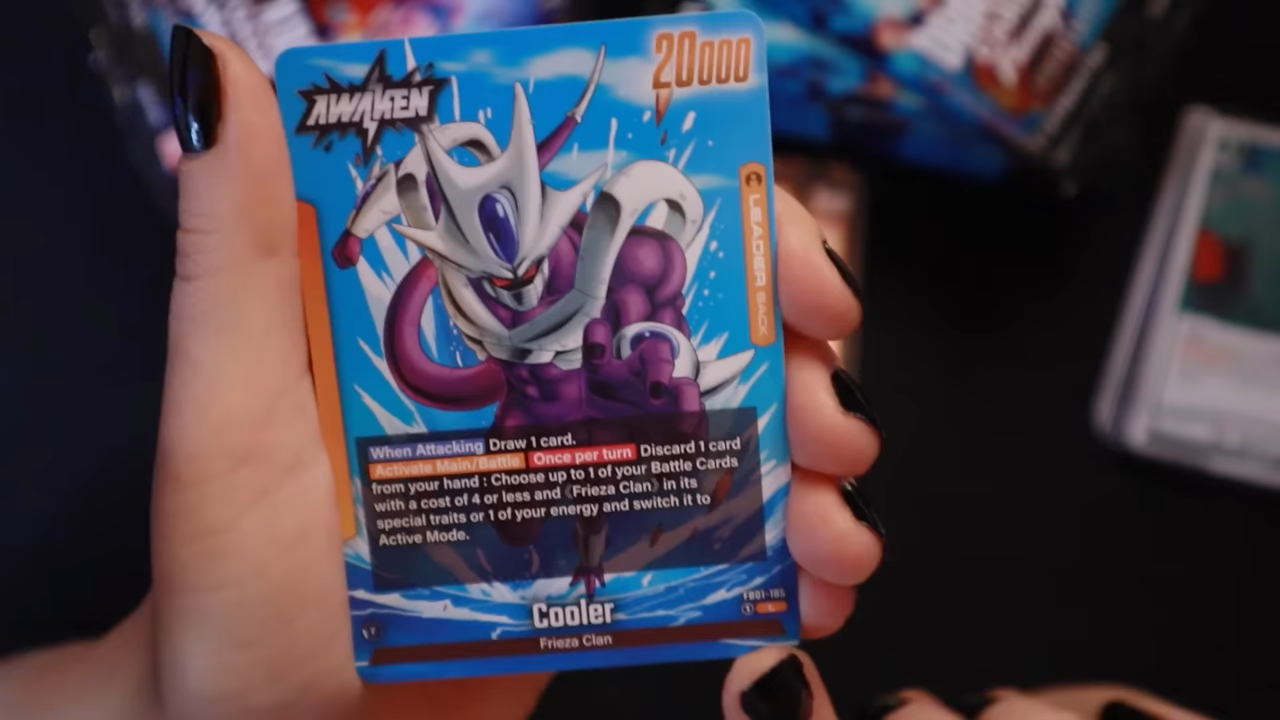 AWAKEN
20000
LEADER BACK
When Attacking Draw 1 card.
Activate Main/Battle Once per turn Discard 1 card
from your hand : Choose up to 1 of your Battle Cards
with a cost of 4 or less and 《Frieza Clan》 in its
special traits or 1 of your energy and switch it to
Active Mode.
Cooler
Frieza Clan
FB01-105
L